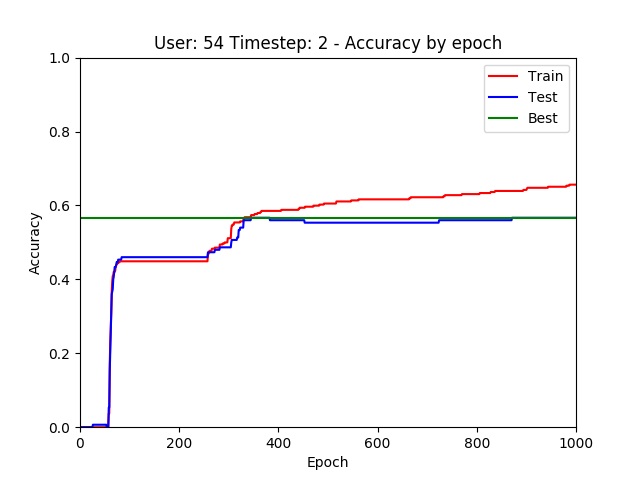 User: 54 Timestep: 2 - Accuracy by epoch
Train
Test
Best
Accuracy
1.0
0.8
0.6
0.4
0.2
0.0
0 200 400 600 800 1000
Epoch